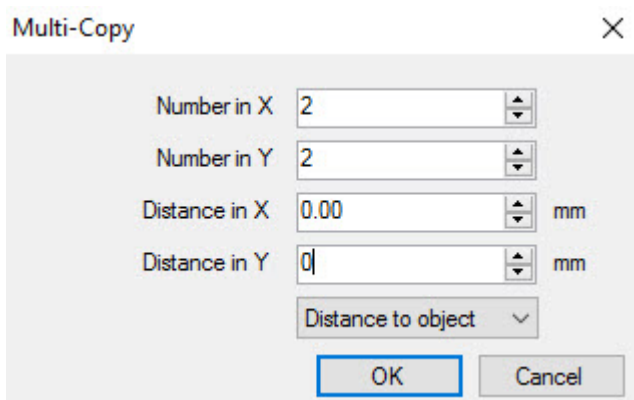 Multi-Copy
Number in X 2
Number in Y 2
Distance in X 0.00 mm
Distance in Y 0 mm
Distance to object
OK Cancel